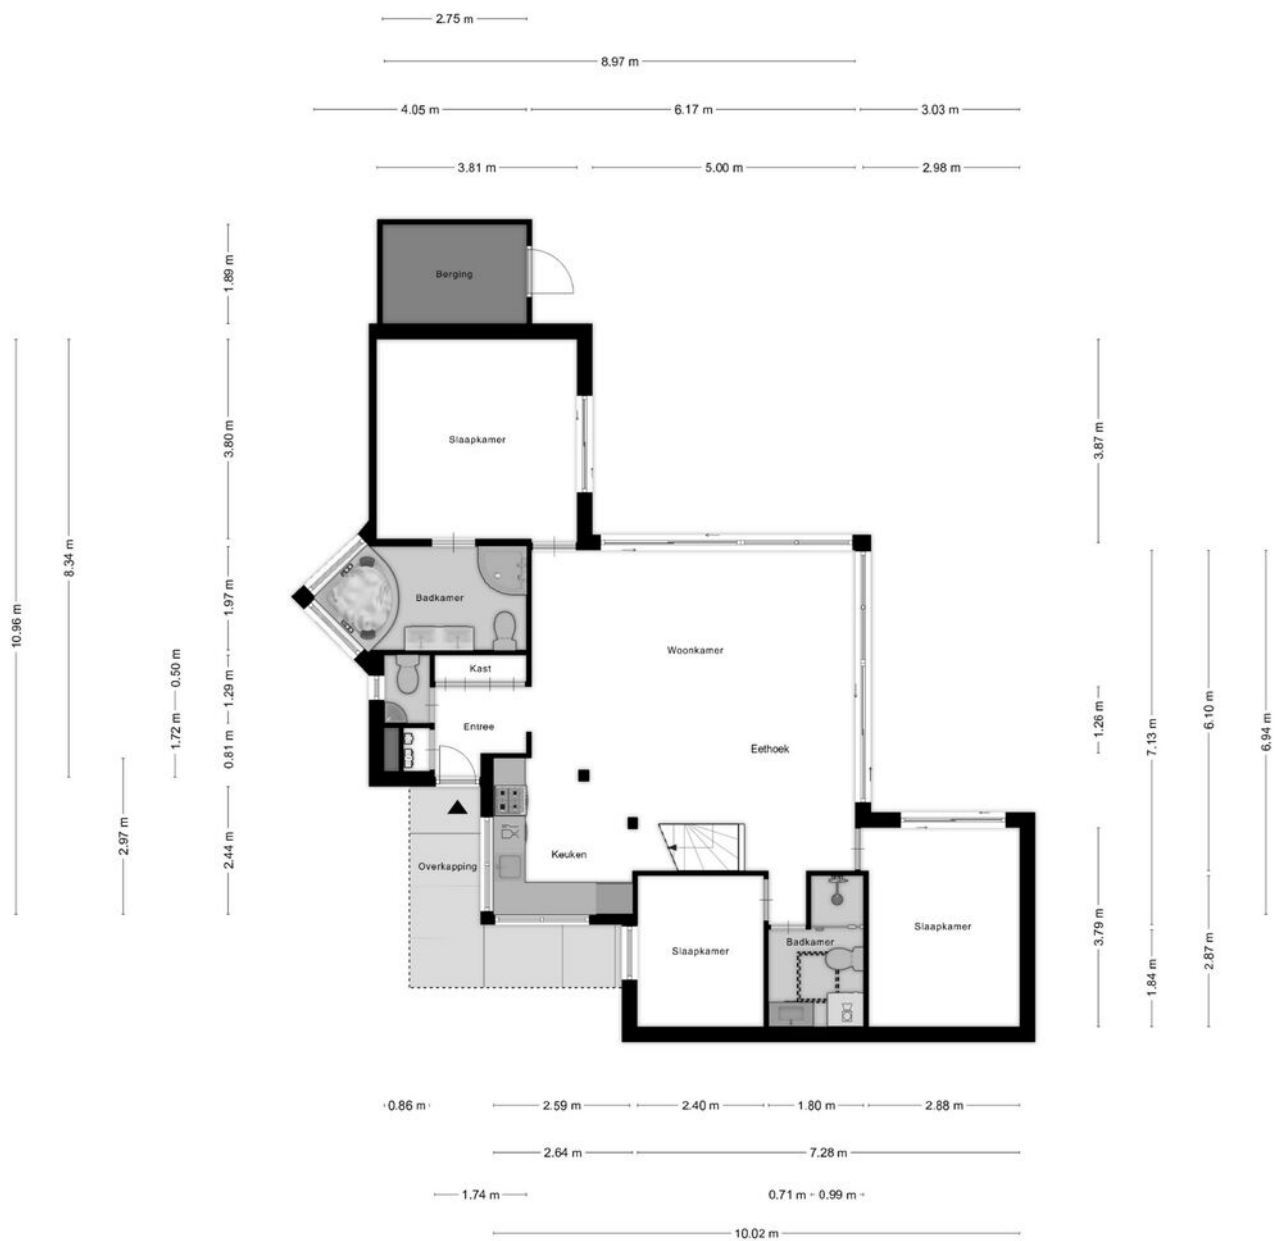 2.75 m
8.97 m
4.05 m
6.17 m
3.03 m
3.81 m
5.00 m
2.98 m
1.89 m
3.80 m
1.97 m
1.29 m
0.81 m
2.44 m
0.50 m
1.72 m
2.97 m
8.34 m
10.96 m
Berging
Slaapkamer
Badkamer
Kast
Entree
Woonkamer
Eethoek
Keuken
Overkapping
Slaapkamer
Badkamer
Slaapkamer
3.87 m
1.26 m
3.79 m
7.13 m
1.84 m
6.10 m
2.87 m
6.94 m
0.86 m
2.59 m
2.40 m
1.80 m
2.88 m
2.64 m
7.28 m
1.74 m
0.71 m
0.99 m
10.02 m